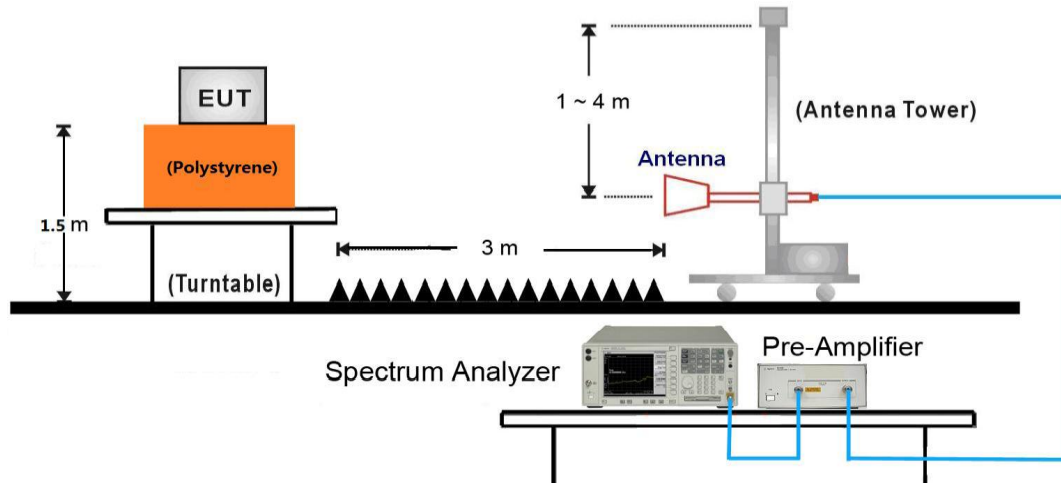 EUT
(Polystyrene)
1.5 m
(Turntable)
3 m
1 ~ 4 m
Antenna
(Antenna Tower)
Spectrum Analyzer
Pre-Amplifier